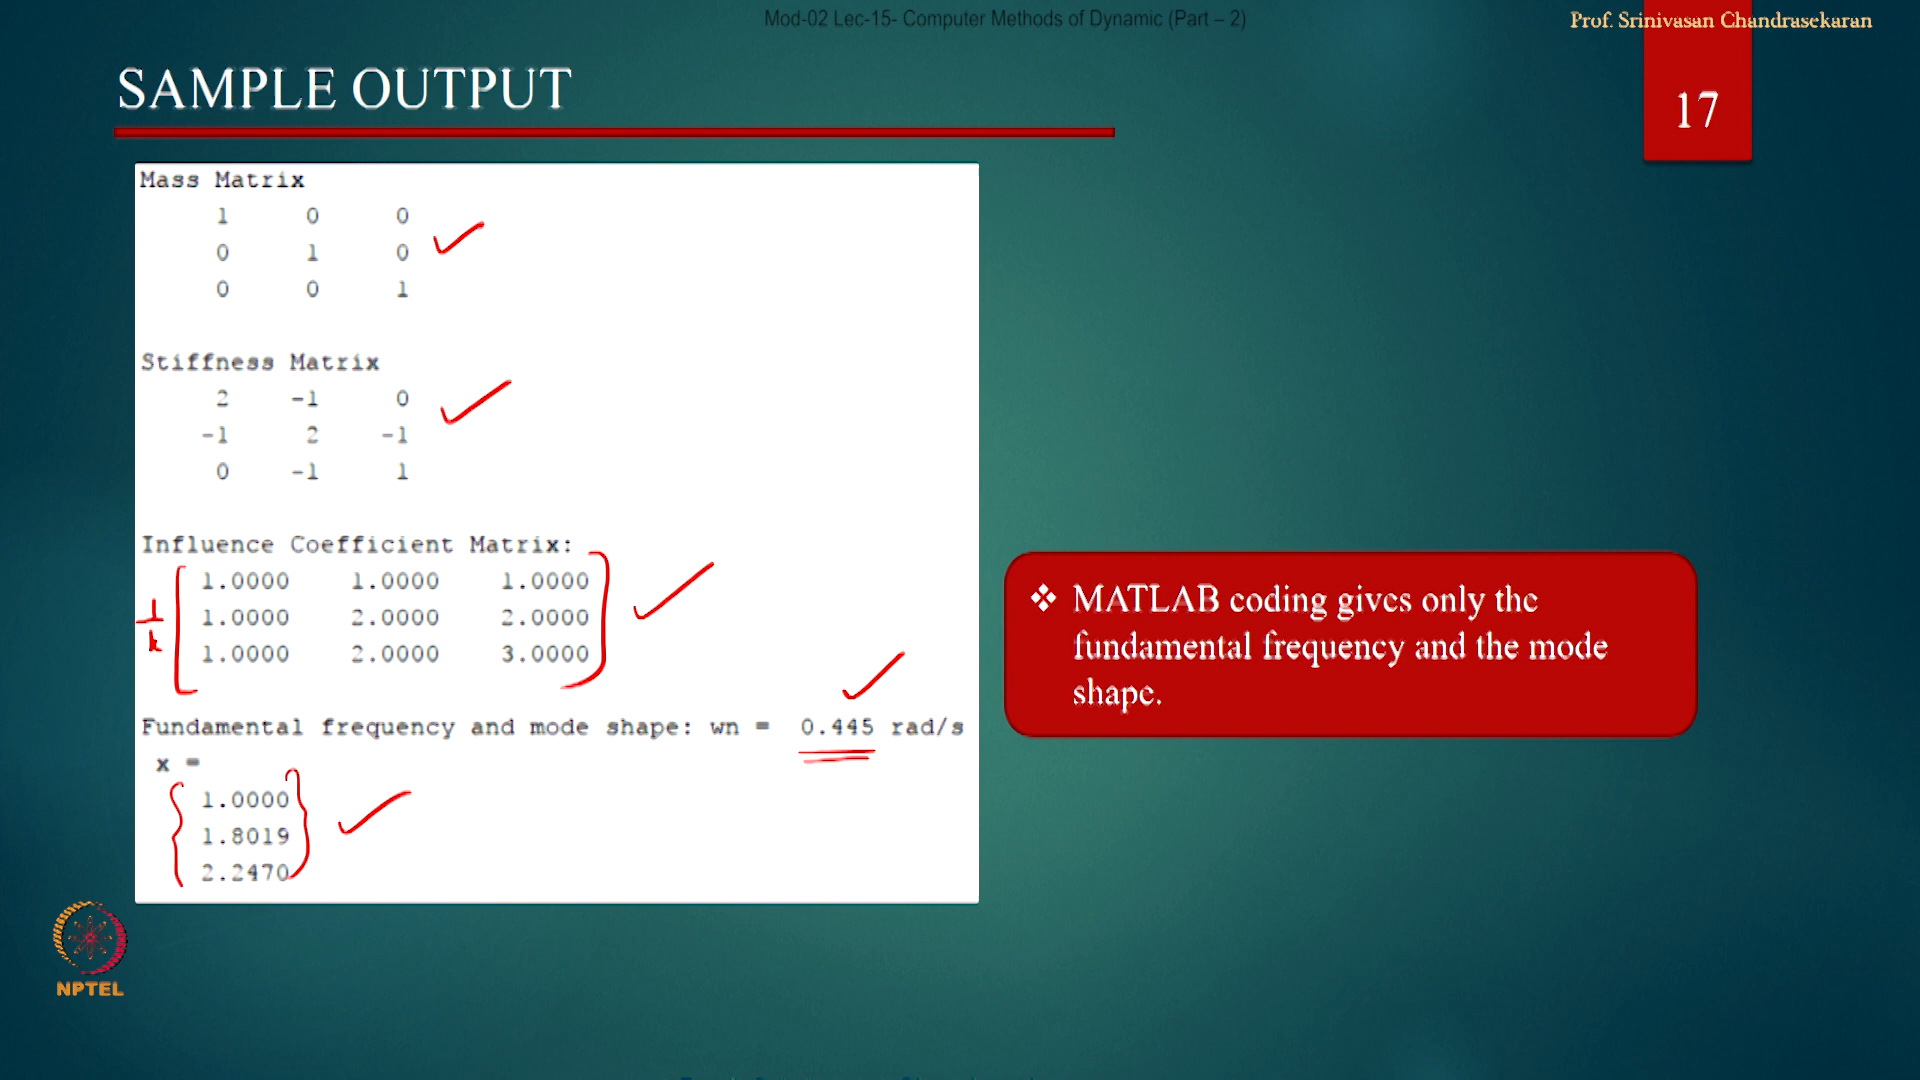 Mod-02 Lec-15- Computer Methods of Dynamic (Part – 2)
Prof. Srinivasan Chandrasekaran
SAMPLE OUTPUT
17
Mass Matrix
1 0 0
0 1 0
0 0 1
Stiffness Matrix
2 -1 0
-1 2 -1
0 -1 1
Influence Coefficient Matrix:
1.0000 1.0000 1.0000
1.0000 2.0000 2.0000
1.0000 2.0000 3.0000
1
k
Fundamental frequency and mode shape: wn = 0.445 rad/s
x =
1.0000
1.8019
2.2470
❖ MATLAB coding gives only the
fundamental frequency and the mode
shape.
NPTEL